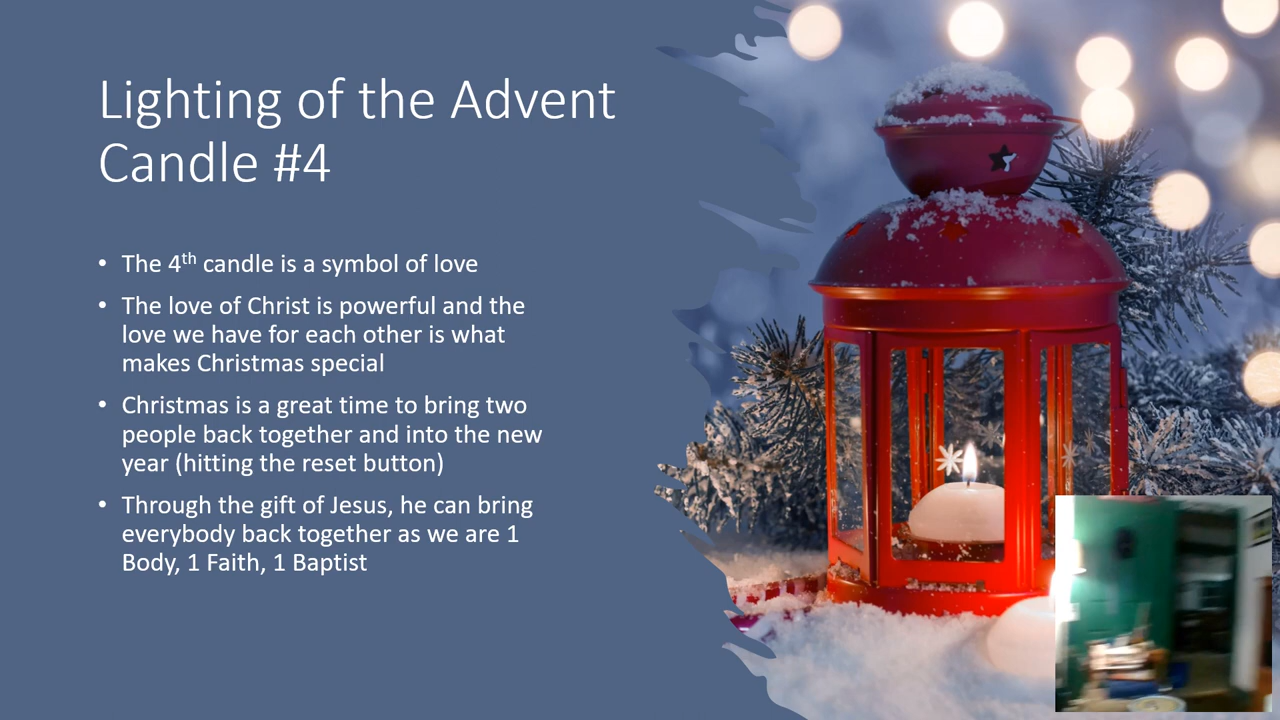 Lighting of the Advent
Candle #4
• The 4th candle is a symbol of love
• The love of Christ is powerful and the
love we have for each other is what
makes Christmas special
• Christmas is a great time to bring two
people back together and into the new
year (hitting the reset button)
• Through the gift of Jesus, he can bring
everybody back together as we are 1
Body, 1 Faith, 1 Baptist